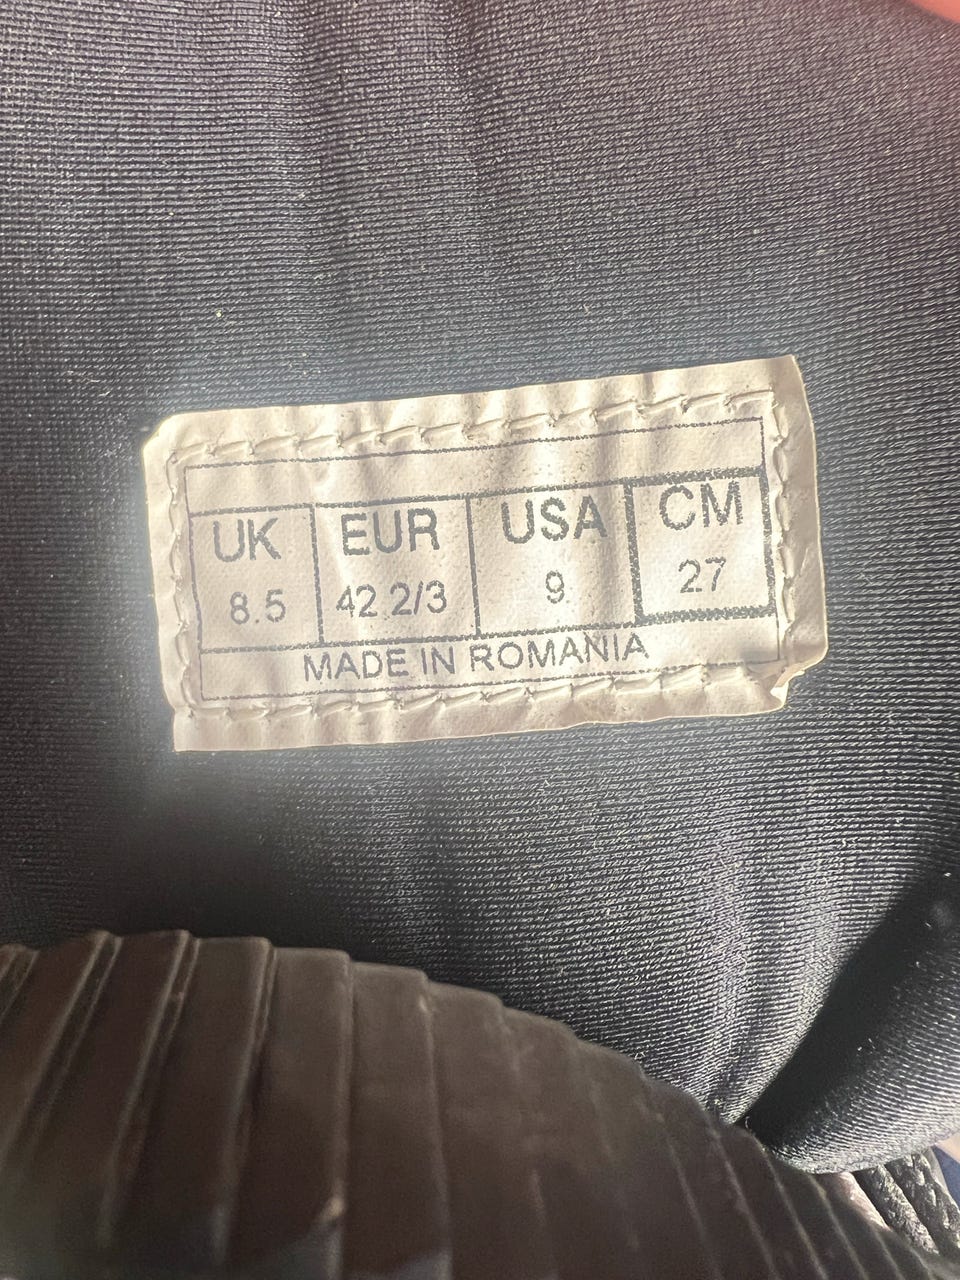 UK EUR USA CM
8.5 42 2/3 9 27
MADE IN ROMANIA